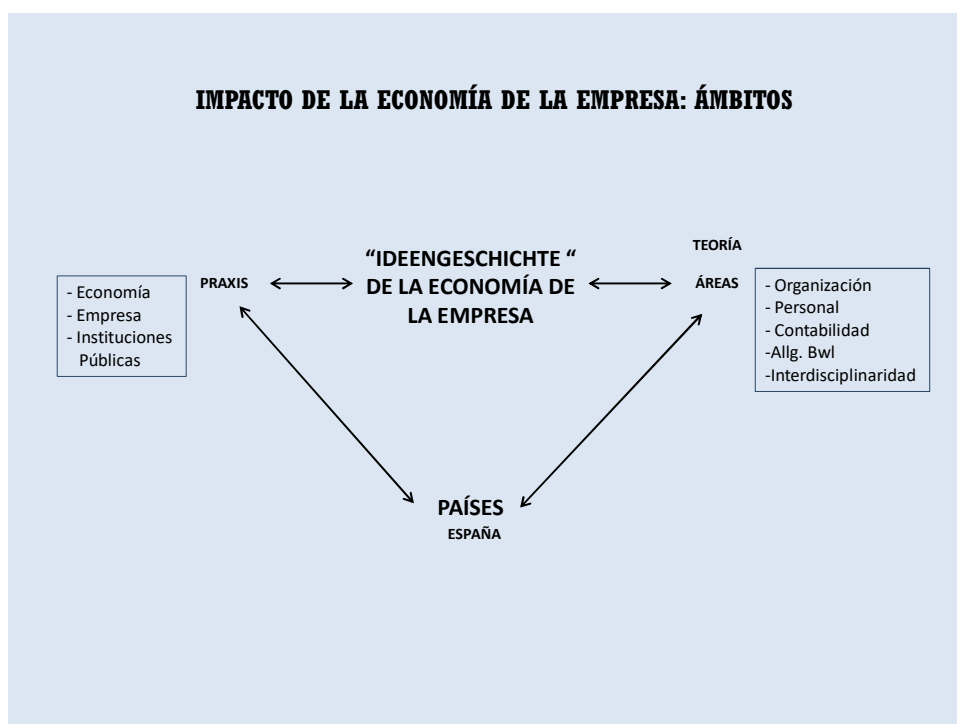 IMPACTO DE LA ECONOMÍA DE LA EMPRESA: ÁMBITOS
- Economía
- Empresa
- Instituciones
Públicas
PRAXIS
“IDEENGESCHICHTE “
DE LA ECONOMÍA DE
LA EMPRESA
TEORÍA
ÁREAS
- Organización
- Personal
- Contabilidad
-Allg. Bwl
-Interdisciplinaridad
PAÍSES
ESPAÑA